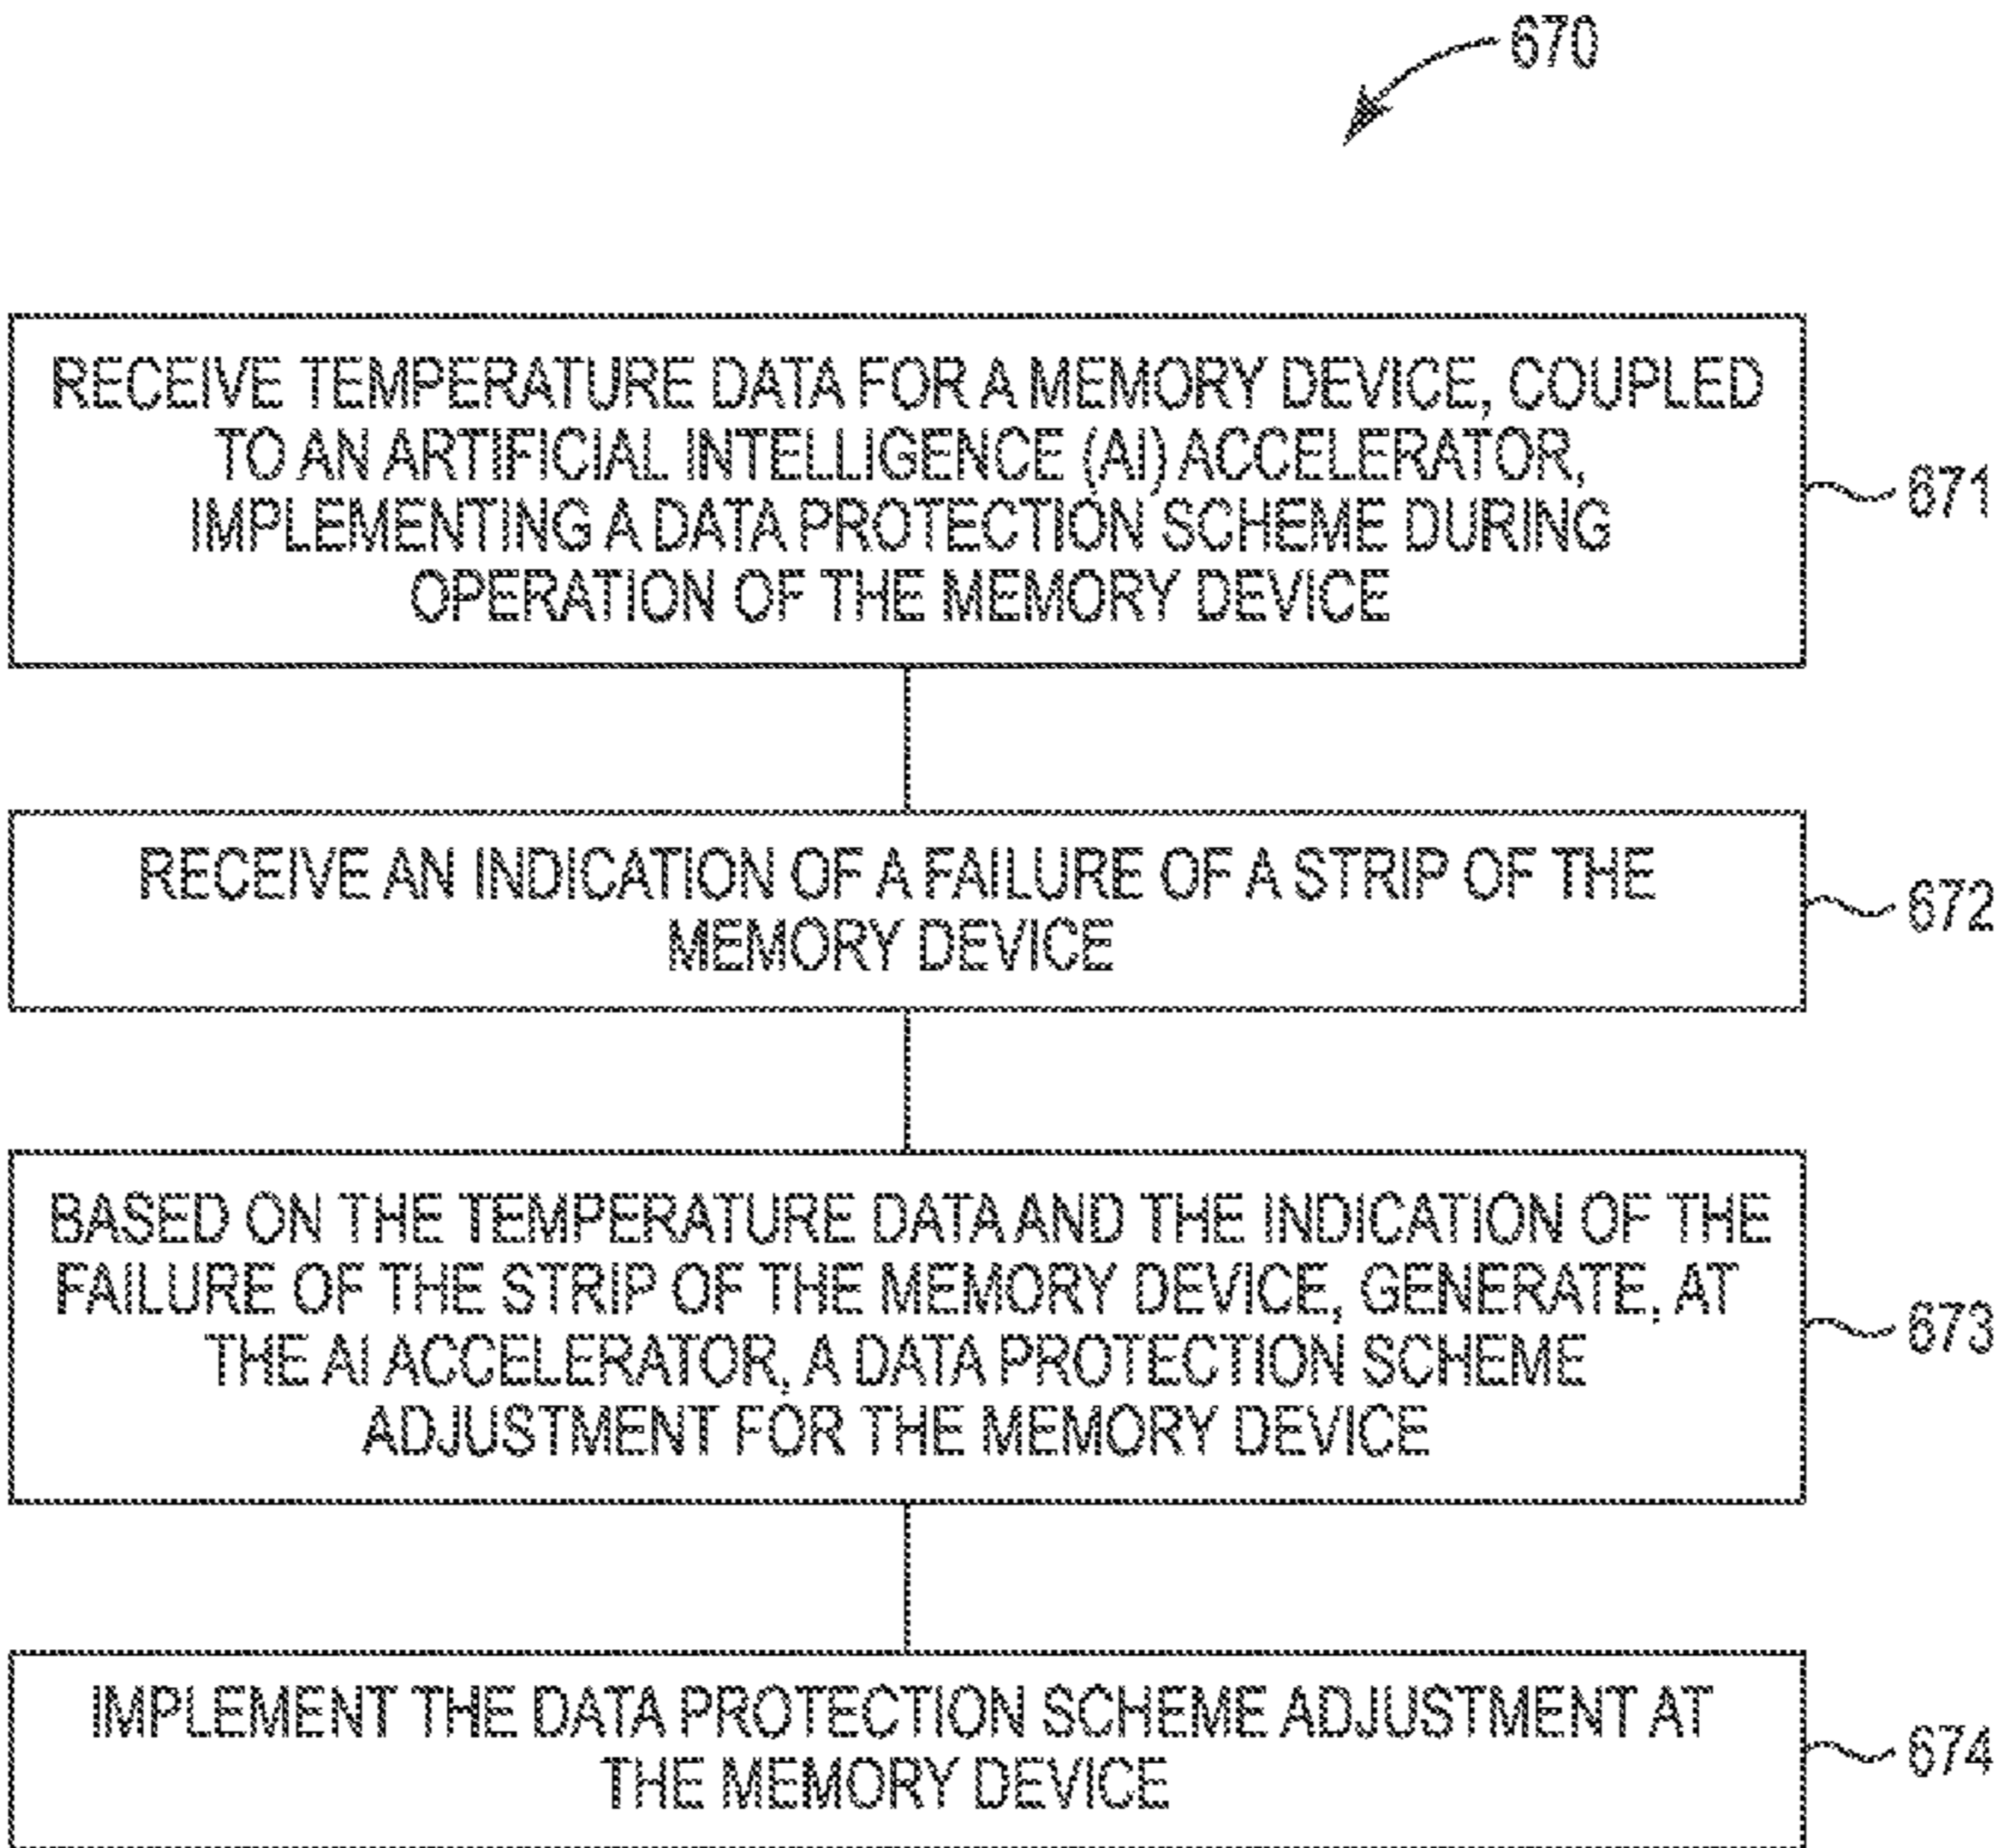 670
RECEIVE TEMPERATURE DATA FOR A MEMORY DEVICE, COUPLED
TO AN ARTIFICIAL INTELLIGENCE (AI) ACCELERATOR,
IMPLEMENTING A DATA PROTECTION SCHEME DURING
OPERATION OF THE MEMORY DEVICE
671
RECEIVE AN INDICATION OF A FAILURE OF A STRIP OF THE
MEMORY DEVICE
672
BASED ON THE TEMPERATURE DATA AND THE INDICATION OF THE
FAILURE OF THE STRIP OF THE MEMORY DEVICE, GENERATE, AT
THE AI ACCELERATOR, A DATA PROTECTION SCHEME
ADJUSTMENT FOR THE MEMORY DEVICE
673
IMPLEMENT THE DATA PROTECTION SCHEME ADJUSTMENT AT
THE MEMORY DEVICE
674